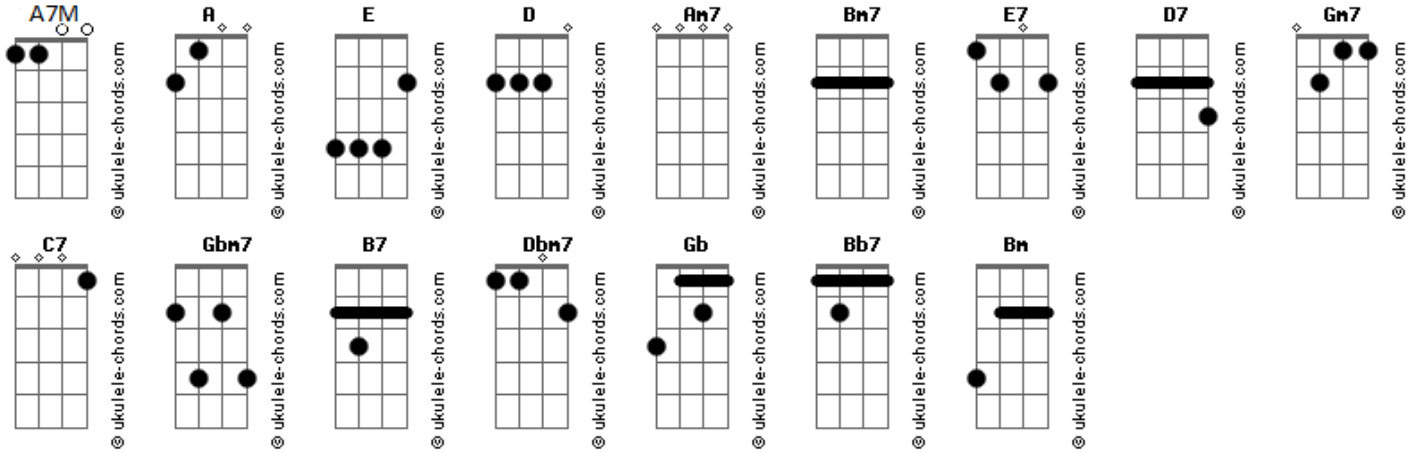 A7M A E D Am7 Bm7 E7 D7 Gm7
© ukulele-chords.com © ukulele-chords.com © ukulele-chords.com © ukulele-chords.com © ukulele-chords.com © ukulele-chords.com © ukulele-chords.com © ukulele-chords.com © ukulele-chords.com
C7 Gbm7 B7 Dbm7 Gb Bb7 Bm
© ukulele-chords.com © ukulele-chords.com © ukulele-chords.com © ukulele-chords.com © ukulele-chords.com © ukulele-chords.com © ukulele-chords.com